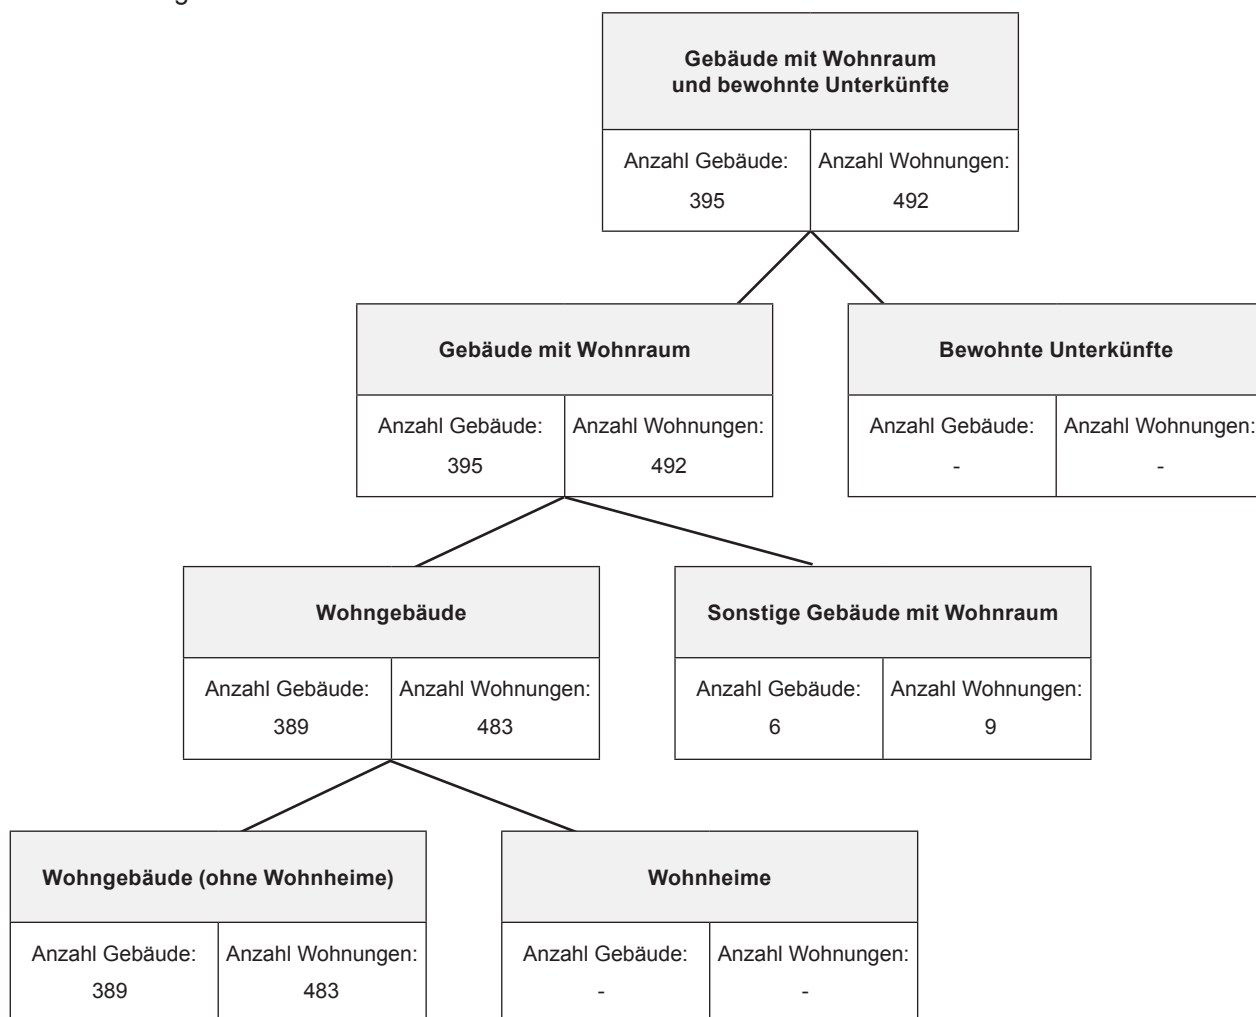 Gebäude mit Wohnraum
und bewohnte Unterkünfte
Anzahl Gebäude: Anzahl Wohnungen:
395 492
Gebäude mit Wohnraum Bewohnte Unterkünfte
Anzahl Gebäude: Anzahl Wohnungen: Anzahl Gebäude: Anzahl Wohnungen:
395 492 - -
Wohngebäude Sonstige Gebäude mit Wohnraum
Anzahl Gebäude: Anzahl Wohnungen: Anzahl Gebäude: Anzahl Wohnungen:
389 483 6 9
Wohngebäude (ohne Wohnheime) Wohnheime
Anzahl Gebäude: Anzahl Wohnungen: Anzahl Gebäude: Anzahl Wohnungen:
389 483 - -